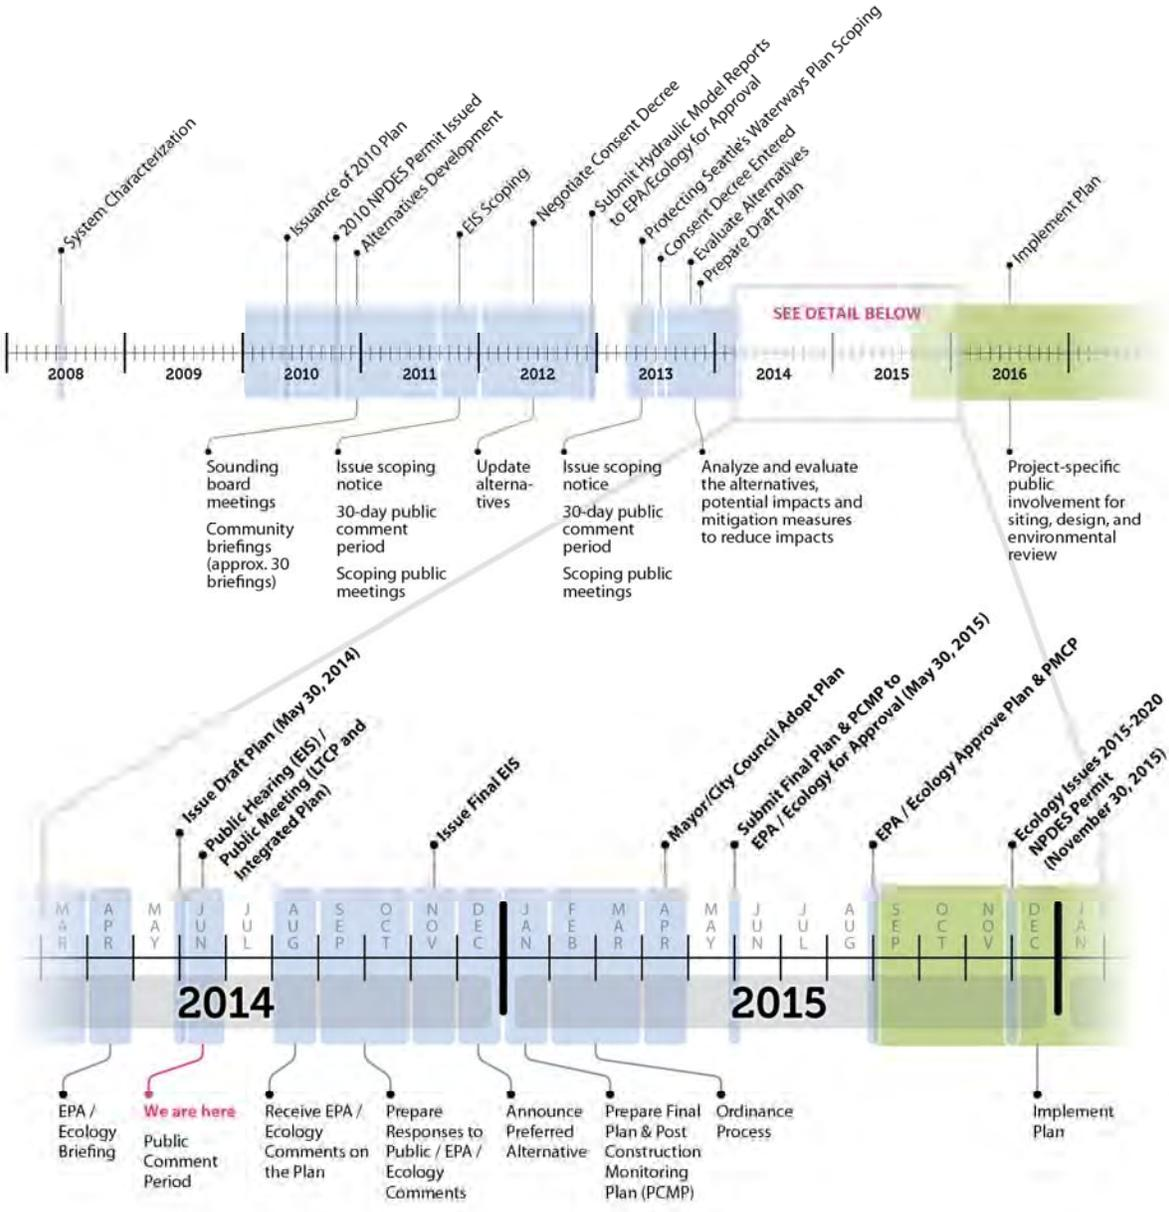 System Characterization
Issuance of 2010 Plan
2010 NPDES Permit Issued
Alternatives Development
EIS Scoping
Negotiate Consent Decree
Submit Hydraulic Model Reports
to EPA/Ecology for Approval
Protecting Seattle's Waterways Plan Scoping
Consent Decree Entered
Evaluate Alternatives
Prepare Draft Plan
Implement Plan
SEE DETAIL BELOW
2008
2009
2010
2011
2012
2013
2014
2015
2016
Sounding
board
meetings
Community
briefings
(approx. 30
briefings)
Issue scoping
notice
30-day public
comment
period
Scoping public
meetings
Update
alterna-
tives
Issue scoping
notice
30-day public
comment
period
Scoping public
meetings
Analyze and evaluate
the alternatives,
potential impacts and
mitigation measures
to reduce impacts
Project-specific
public
involvement for
siting, design, and
environmental
review
Issue Draft Plan (May 30, 2014)
Public Hearing (EIS) /
Public Meeting (LTCP and
Integrated Plan)
Issue Final EIS
Mayor/City Council Adopt Plan
Submit Final Plan & PCMP to
EPA / Ecology for Approval (May 30, 2015)
EPA / Ecology Approve Plan & PMCP
Ecology Issues 2015-2020
NPDES Permit
(November 30, 2015)
MAR
APR
MAY
JUN
JUL
AUG
SEP
OCT
NOV
DEC
JAN
FEB
MAR
APR
MAY
JUN
JUL
AUG
SEP
OCT
NOV
DEC
JAN
2014
2015
EPA /
Ecology
Briefing
We are here
Public
Comment
Period
Receive EPA /
Ecology
Comments on
the Plan
Prepare
Responses to
Public / EPA /
Ecology
Comments
Announce
Preferred
Alternative
Prepare Final
Plan & Post
Construction
Monitoring
Plan (PCMP)
Ordinance
Process
Implement
Plan